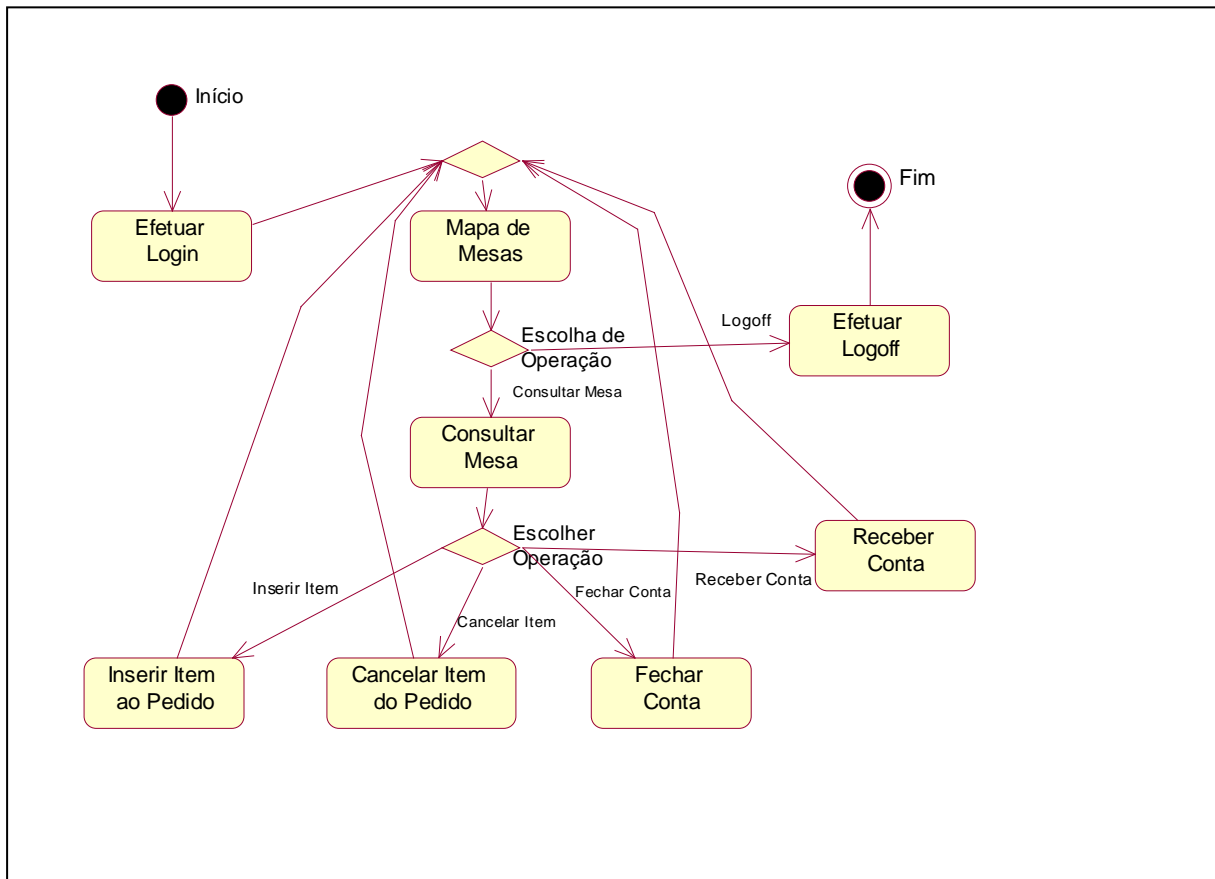 Início
Efetuar
Login
Mapa de
Mesas
Fim
Escolha de
Operação
Logoff
Efetuar
Logoff
Consultar Mesa
Consultar
Mesa
Escolher
Operação
Receber
Conta
Inserir Item
Cancelar Item
Fechar Conta
Receber Conta
Inserir Item
ao Pedido
Cancelar Item
do Pedido
Fechar
Conta